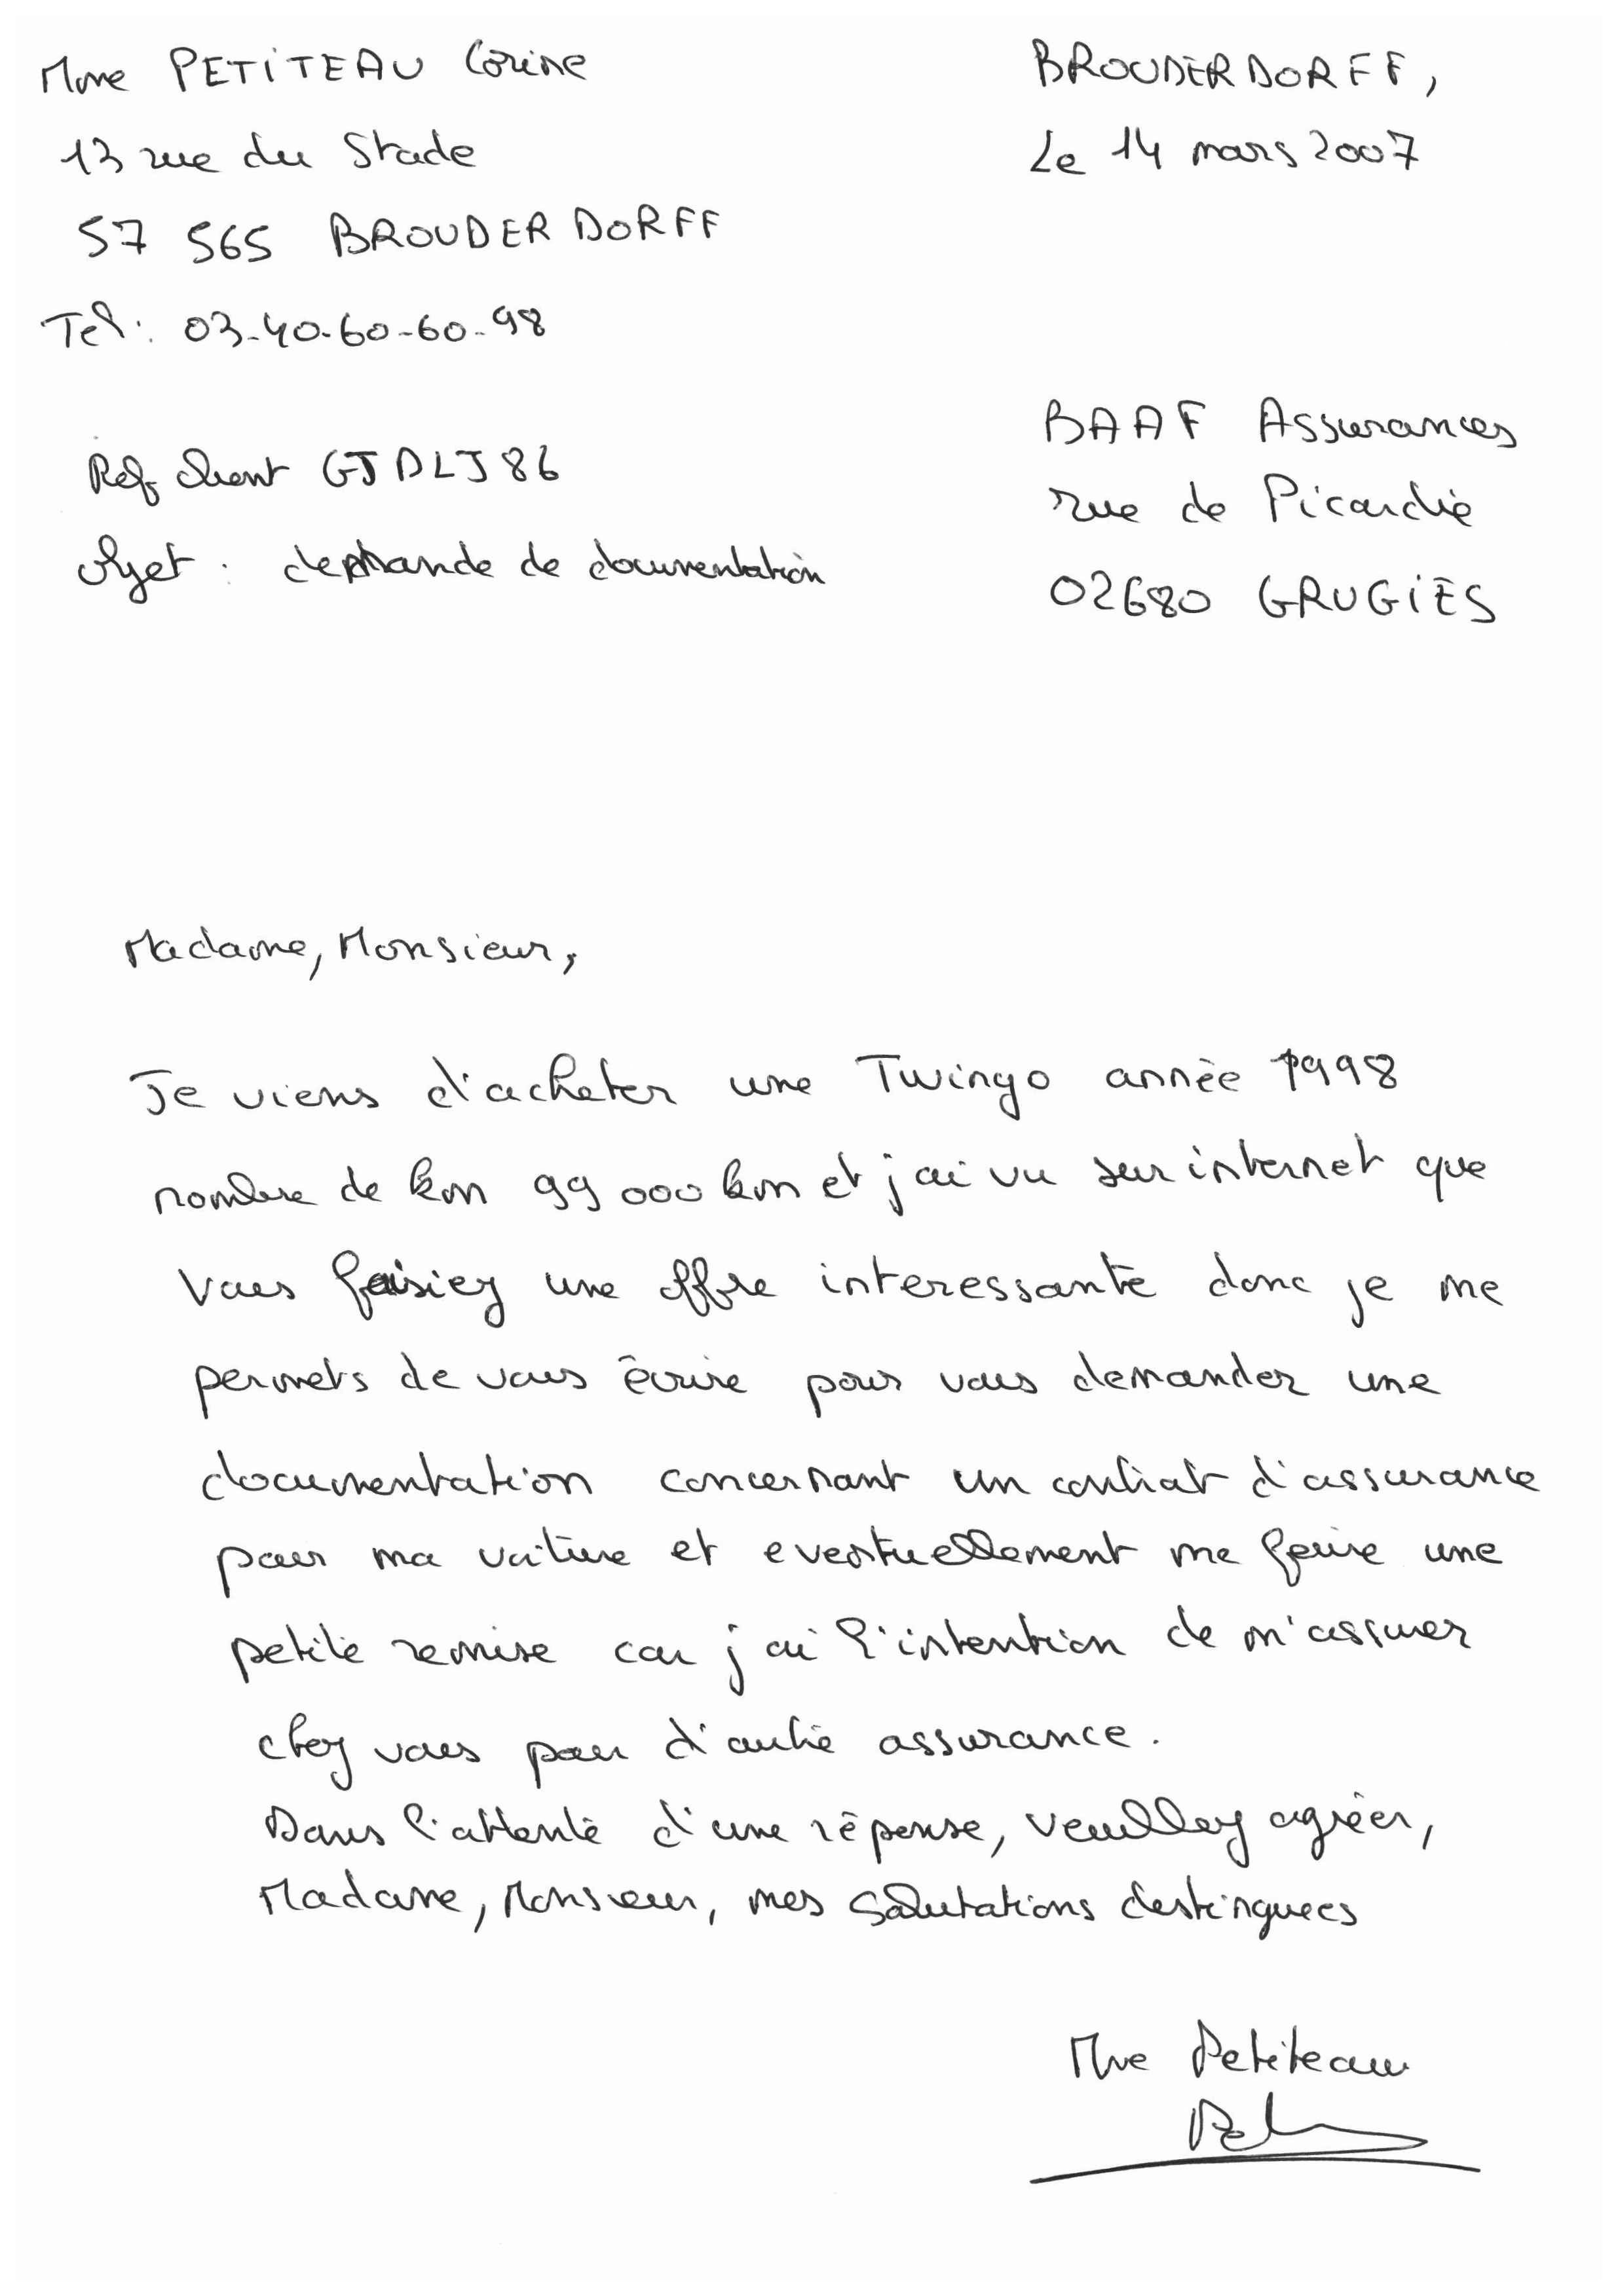 Mme PETITEAU Corine
13 rue du Stade
57 565 BROUDERDORFF
Tel : 03-40-60-60-98
BROUDERDORFF,
Le 14 mars 2007
Ref client GJDLJ86
Objet : demande de documentation
BAAF Assurances
rue de Picardie
02680 GRUGIES
Madame, Monsieur,
Je viens d'acheter une Twingo année 1998
nombre de km 99 000 km et j'ai vu sur internet que
vous faisiez une offre interessante donc je me
permets de vous écrire pour vous demander une
documentation concernant un contrat d'assurance
pour ma voiture et eventuellement me faire une
petite remise car j'ai l'intention de m'assurer
chez vous pour d'autre assurance.
Dans l'attente d'une réponse, veuillez agréer,
Madame, Monsieur, mes salutations destinguees
Mme Petiteau